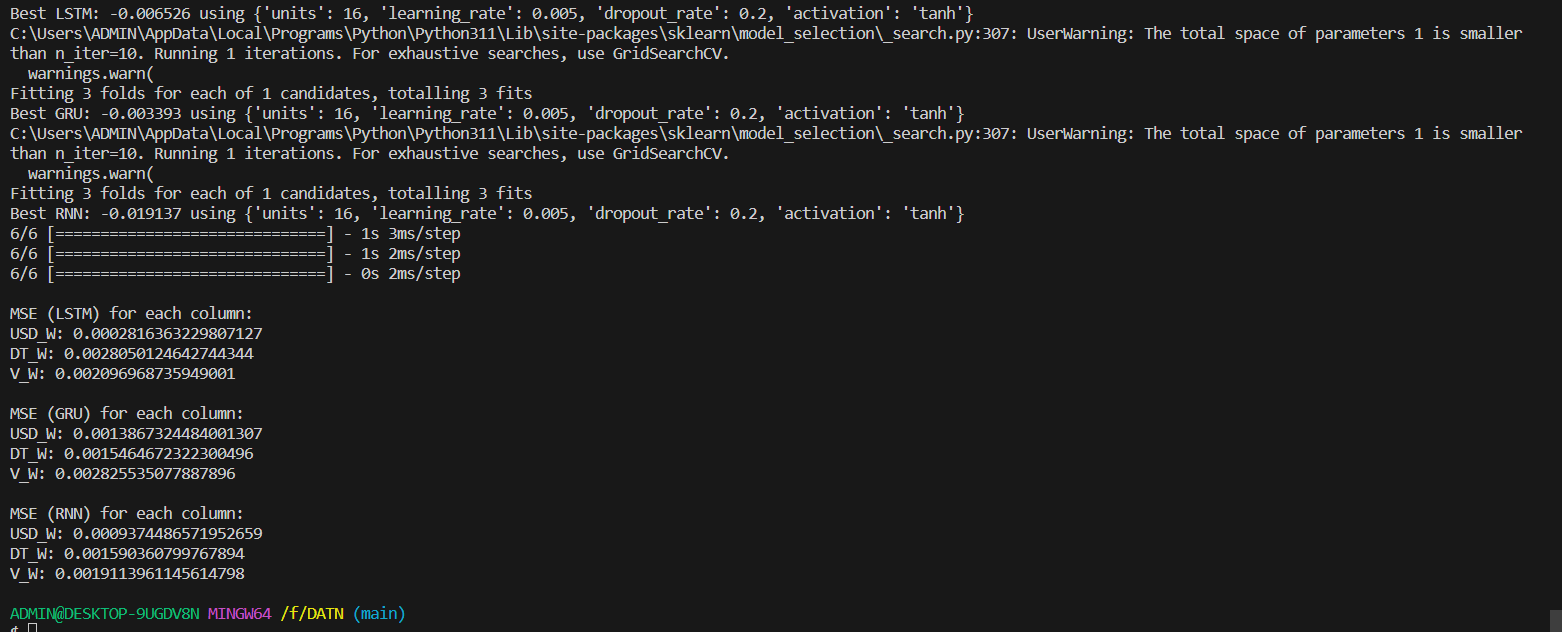 Best LSTM: -0.006526 using {'units': 16, 'learning_rate': 0.005, 'dropout_rate': 0.2, 'activation': 'tanh'}
C:\Users\ADMIN\AppData\Local\Programs\Python\Python311\Lib\site-packages\sklearn\model_selection\_search.py:307: UserWarning: The total space of parameters 1 is smaller
than n_iter=10. Running 1 iterations. For exhaustive searches, use GridSearchCV.
  warnings.warn(
Fitting 3 folds for each of 1 candidates, totalling 3 fits
Best GRU: -0.003393 using {'units': 16, 'learning_rate': 0.005, 'dropout_rate': 0.2, 'activation': 'tanh'}
C:\Users\ADMIN\AppData\Local\Programs\Python\Python311\Lib\site-packages\sklearn\model_selection\_search.py:307: UserWarning: The total space of parameters 1 is smaller
than n_iter=10. Running 1 iterations. For exhaustive searches, use GridSearchCV.
  warnings.warn(
Fitting 3 folds for each of 1 candidates, totalling 3 fits
Best RNN: -0.019137 using {'units': 16, 'learning_rate': 0.005, 'dropout_rate': 0.2, 'activation': 'tanh'}
6/6 [==============================] - 1s 3ms/step
6/6 [==============================] - 1s 2ms/step
6/6 [==============================] - 0s 2ms/step
MSE (LSTM) for each column:
USD_W: 0.0002816363229807127
DT_W: 0.0028050124642744344
V_W: 0.002096968735949001
MSE (GRU) for each column:
USD_W: 0.0013867324484001307
DT_W: 0.0015464672322300496
V_W: 0.002825535077887896
MSE (RNN) for each column:
USD_W: 0.0009374486571952659
DT_W: 0.001590360799767894
V_W: 0.0019113961145614798
ADMIN@DESKTOP-9UGDV8N MINGW64 /f/DATN (main)
$